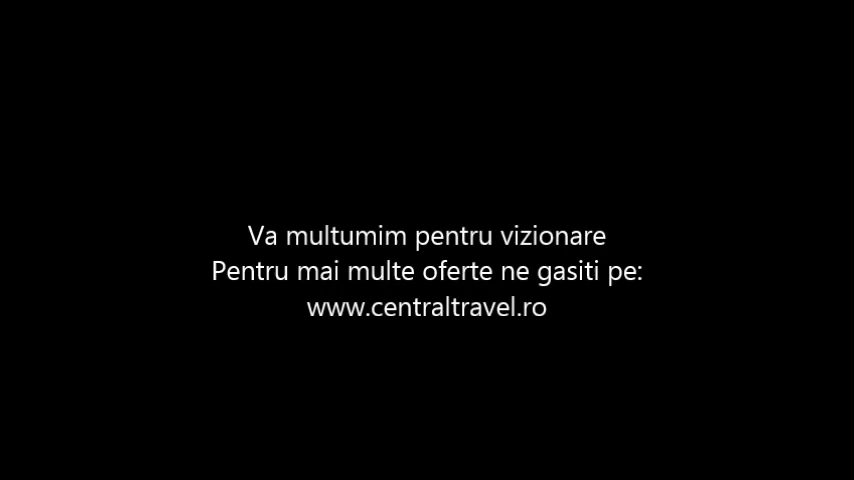 Va multumim pentru vizionare
Pentru mai multe oferte ne gasiti pe:
www.centraltravel.ro